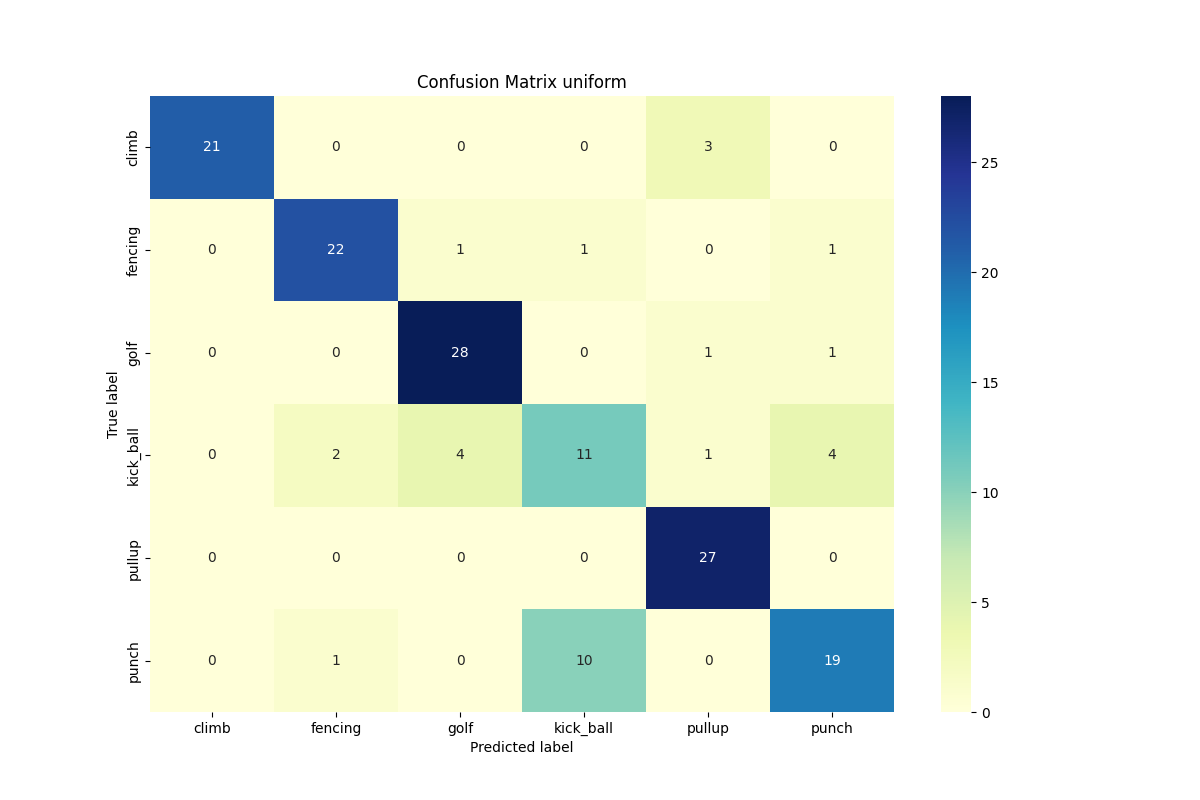 Confusion Matrix uniform
True label
climb 21 0 0 0 3 0
fencing 0 22 1 1 0 1
golf 0 0 28 0 1 1
kick_ball 0 2 4 11 1 4
pullup 0 0 0 0 27 0
punch 0 1 0 10 0 19
climb fencing golf kick_ball pullup punch
Predicted label
25
20
15
10
5
0